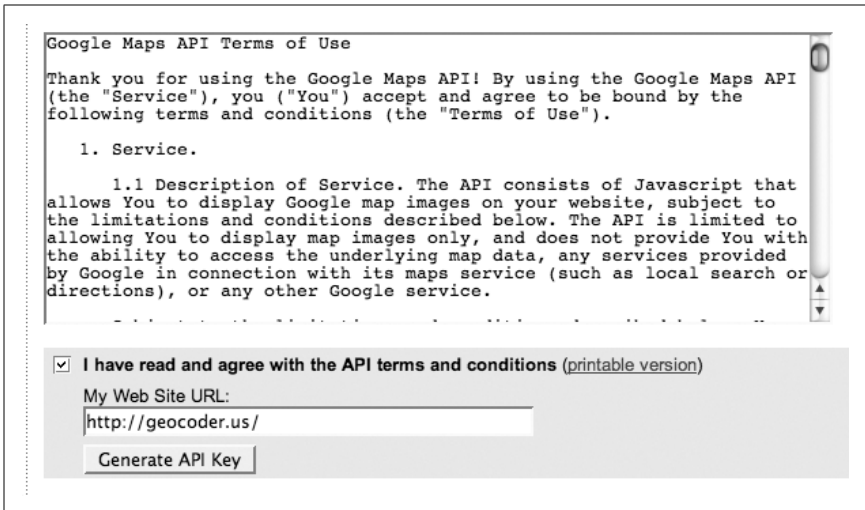 Google Maps API Terms of Use
Thank you for using the Google Maps API! By using the Google Maps API
(the "Service"), you ("You") accept and agree to be bound by the
following terms and conditions (the "Terms of Use").
1. Service.
1.1 Description of Service. The API consists of Javascript that
allows You to display Google map images on your website, subject to
the limitations and conditions described below. The API is limited to
allowing You to display map images only, and does not provide You with
the ability to access the underlying map data, any services provided
by Google in connection with its maps service (such as local search or
directions), or any other Google service.
I have read and agree with the API terms and conditions (printable version)
My Web Site URL:
http://geocoder.us/
Generate API Key